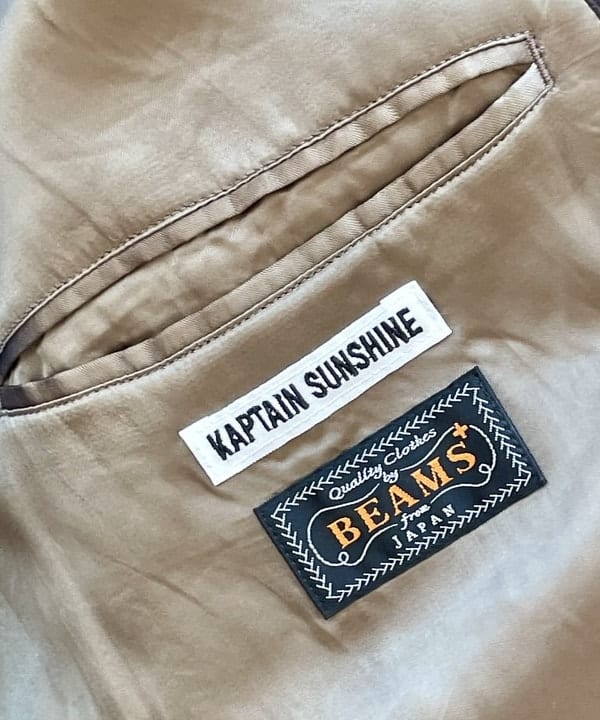 KAPTAIN SUNSHINE
Quality Clothes
by
BEAMS+
from
JAPAN